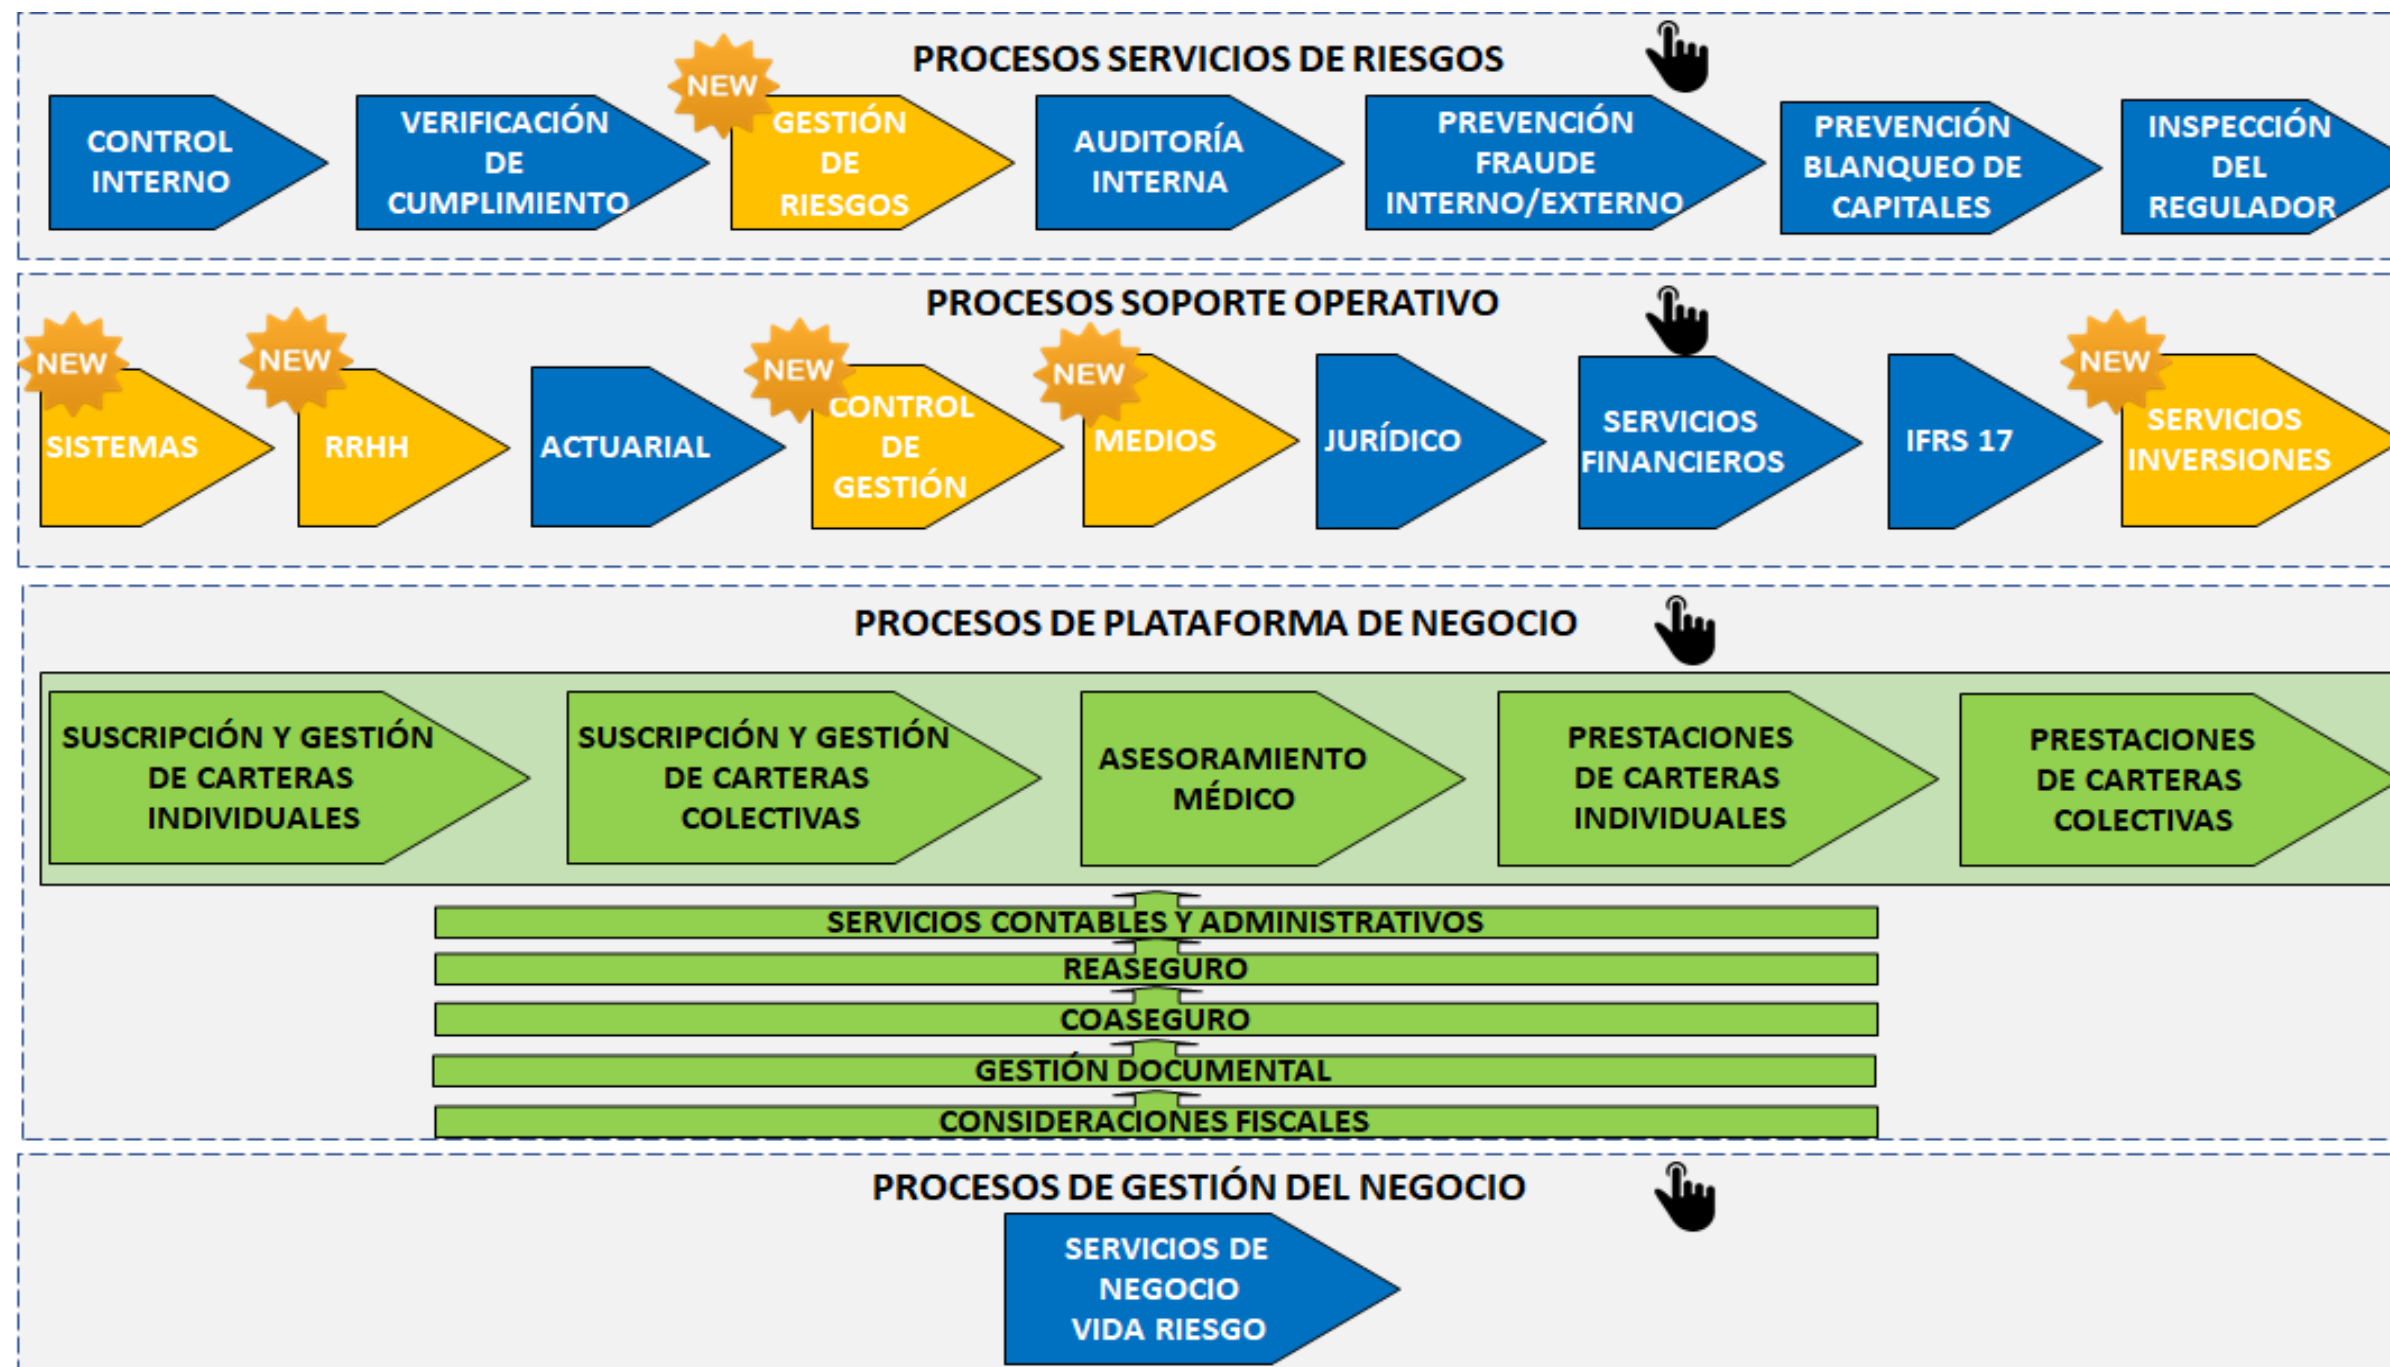 PROCESOS SERVICIOS DE RIESGOS
CONTROL
INTERNO
VERIFICACIÓN
DE
CUMPLIMIENTO
NEW
GESTIÓN
DE
RIESGOS
AUDITORÍA
INTERNA
PREVENCIÓN
FRAUDE
INTERNO/EXTERNO
PREVENCIÓN
BLANQUEO DE
CAPITALES
INSPECCIÓN
DEL
REGULADOR
PROCESOS SOPORTE OPERATIVO
NEW
SISTEMAS
NEW
RRHH
ACTUARIAL
NEW
CONTROL
DE
GESTIÓN
NEW
MEDIOS
JURÍDICO
SERVICIOS
FINANCIEROS
IFRS 17
NEW
SERVICIOS
INVERSIONES
PROCESOS DE PLATAFORMA DE NEGOCIO
SUSCRIPCIÓN Y GESTIÓN
DE CARTERAS
INDIVIDUALES
SUSCRIPCIÓN Y GESTIÓN
DE CARTERAS
COLECTIVAS
ASESORAMIENTO
MÉDICO
PRESTACIONES
DE CARTERAS
INDIVIDUALES
PRESTACIONES
DE CARTERAS
COLECTIVAS
SERVICIOS CONTABLES Y ADMINISTRATIVOS
REASEGURO
COASEGURO
GESTIÓN DOCUMENTAL
CONSIDERACIONES FISCALES
PROCESOS DE GESTIÓN DEL NEGOCIO
SERVICIOS DE
NEGOCIO
VIDA RIESGO